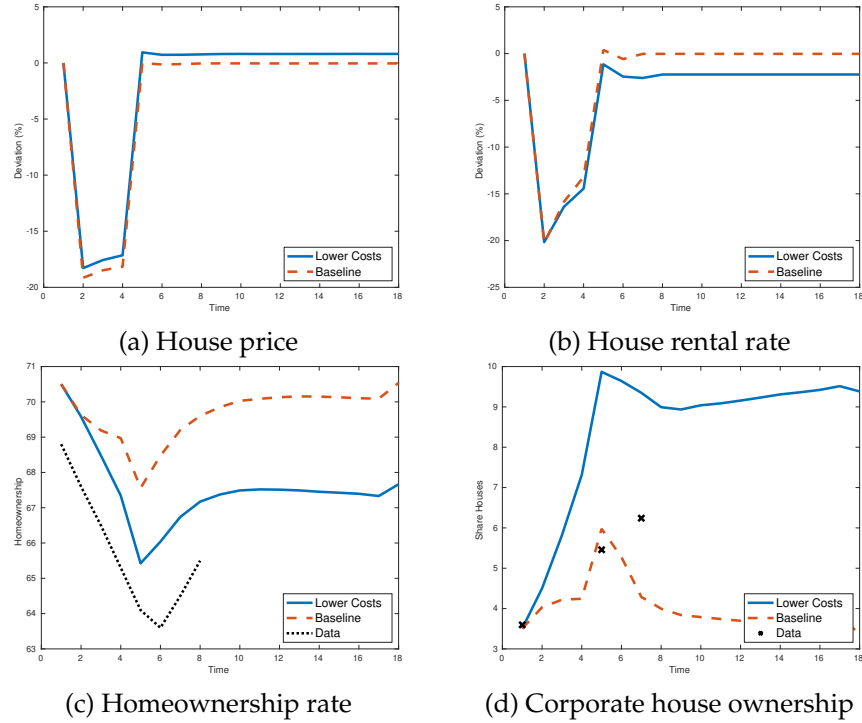 5
0
-5
-10
-15
-20
Deviation (%)
0 2 4 6 8 10 12 14 16 18
Time
Lower Costs
Baseline
(a) House price
5
0
-5
-10
-15
-20
-25
Deviation (%)
0 2 4 6 8 10 12 14 16 18
Time
Lower Costs
Baseline
(b) House rental rate
71
70
69
68
67
66
65
64
63
Homeownership
0 2 4 6 8 10 12 14 16 18
Time
Lower Costs
Baseline
Data
(c) Homeownership rate
10
9
8
7
6
5
4
3
Share Houses
0 2 4 6 8 10 12 14 16 18
Time
Lower Costs
Baseline
Data
(d) Corporate house ownership